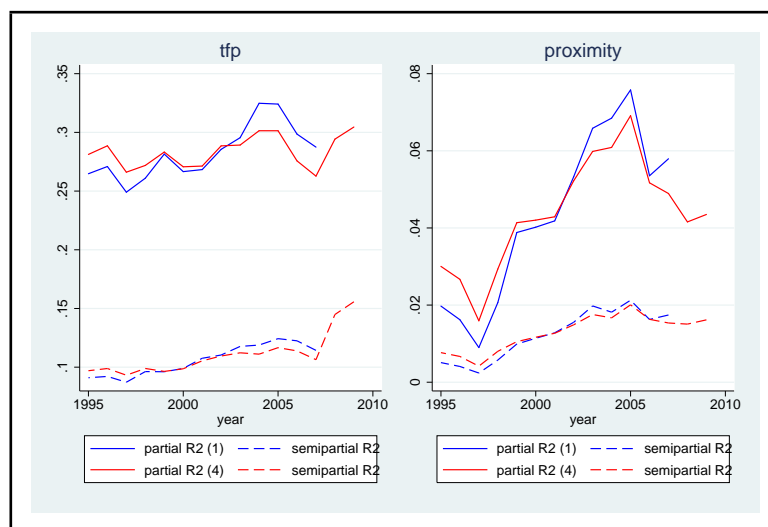 tfp
.35
.3
.25
.2
.15
.1
1995 2000 2005 2010
year
partial R2 (1) semipartial R2
partial R2 (4) semipartial R2
proximity
.08
.06
.04
.02
0
1995 2000 2005 2010
year
partial R2 (1) semipartial R2
partial R2 (4) semipartial R2